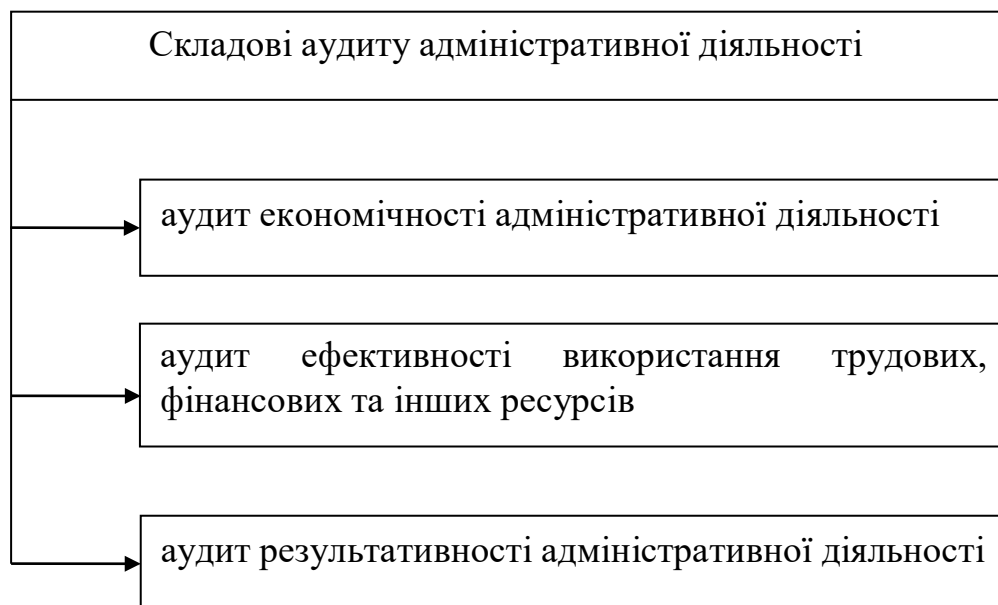 Складові аудиту адміністративної діяльності
аудит економічності адміністративної діяльності
аудит ефективності використання трудових,
фінансових та інших ресурсів
аудит результативності адміністративної діяльності